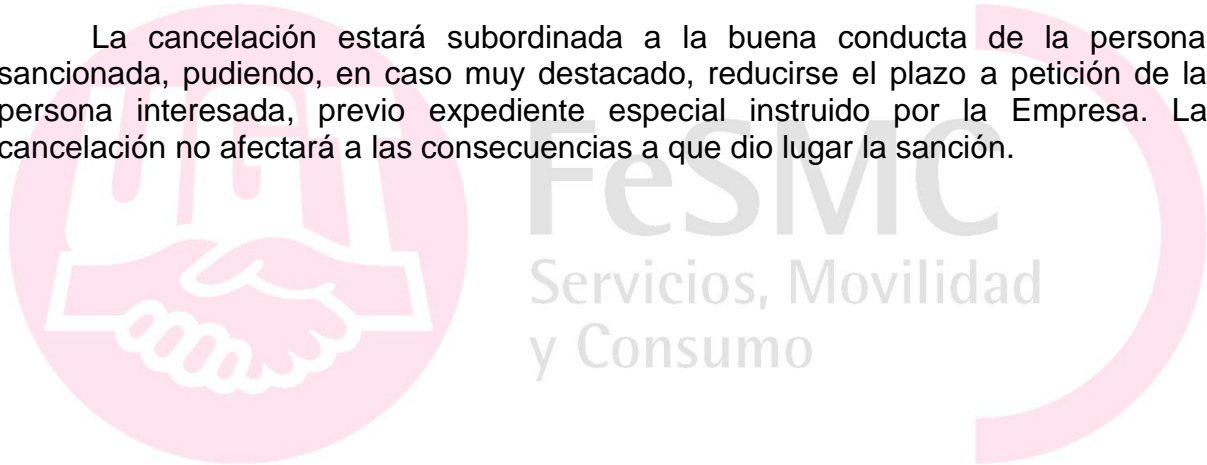 La cancelación estará subordinada a la buena conducta de la persona
sancionada, pudiendo, en caso muy destacado, reducirse el plazo a petición de la
persona interesada, previo expediente especial instruido por la Empresa. La
cancelación no afectará a las consecuencias a que dio lugar la sanción.
UGT
FeSMC
Servicios, Movilidad
y Consumo